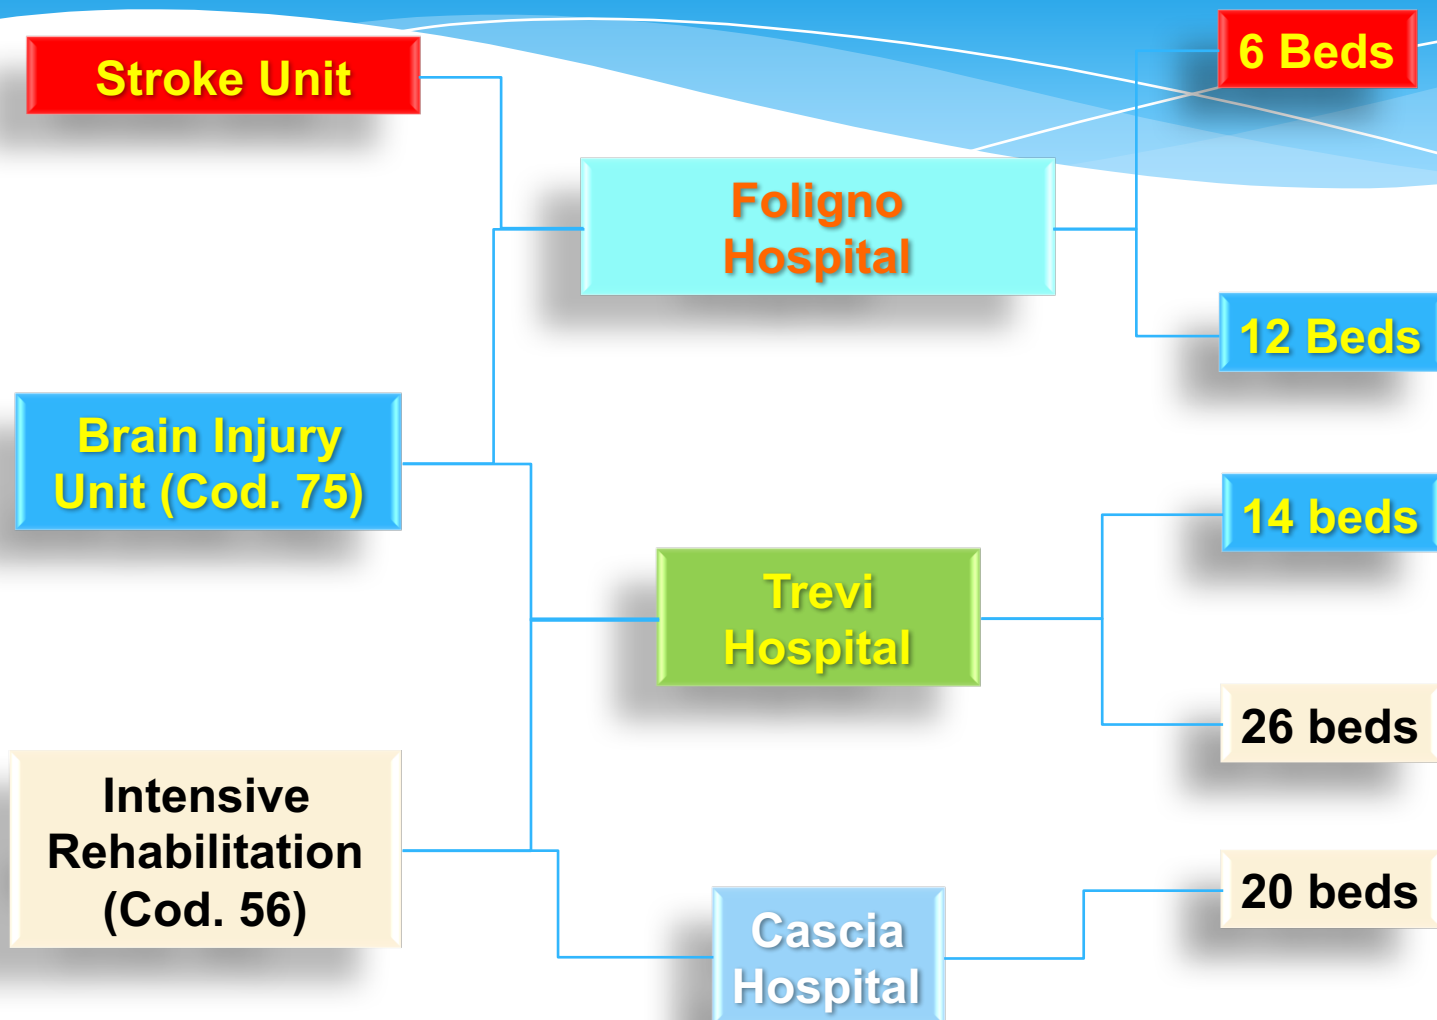 Stroke Unit
6 Beds
Foligno
Hospital
12 Beds
Brain Injury
Unit (Cod. 75)
14 beds
Trevi
Hospital
26 beds
Intensive
Rehabilitation
(Cod. 56)
20 beds
Cascia
Hospital